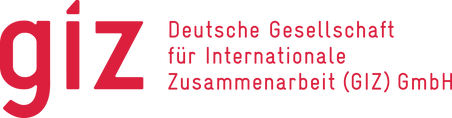 giz
Deutsche Gesellschaft
für Internationale
Zusammenarbeit (GIZ) GmbH